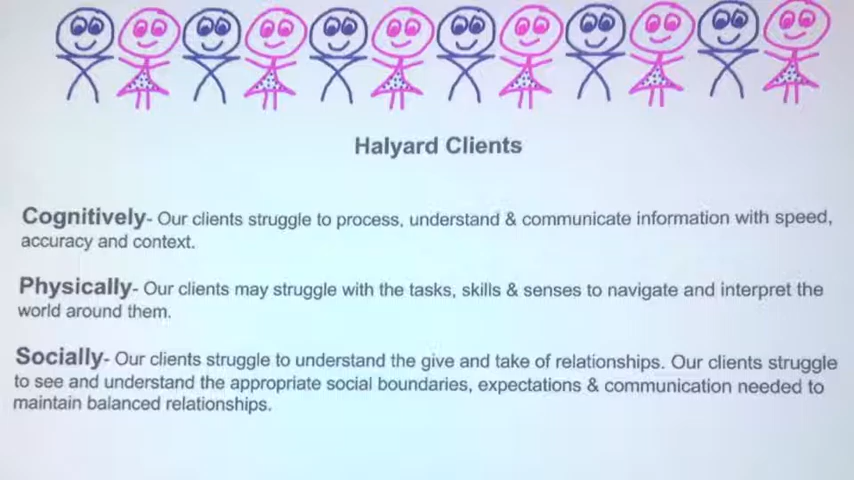 Halyard Clients
Cognitively- Our clients struggle to process, understand & communicate information with speed,
accuracy and context.
Physically- Our clients may struggle with the tasks, skills & senses to navigate and interpret the
world around them.
Socially- Our clients struggle to understand the give and take of relationships. Our clients struggle
to see and understand the appropriate social boundaries, expectations & communication needed to
maintain balanced relationships.